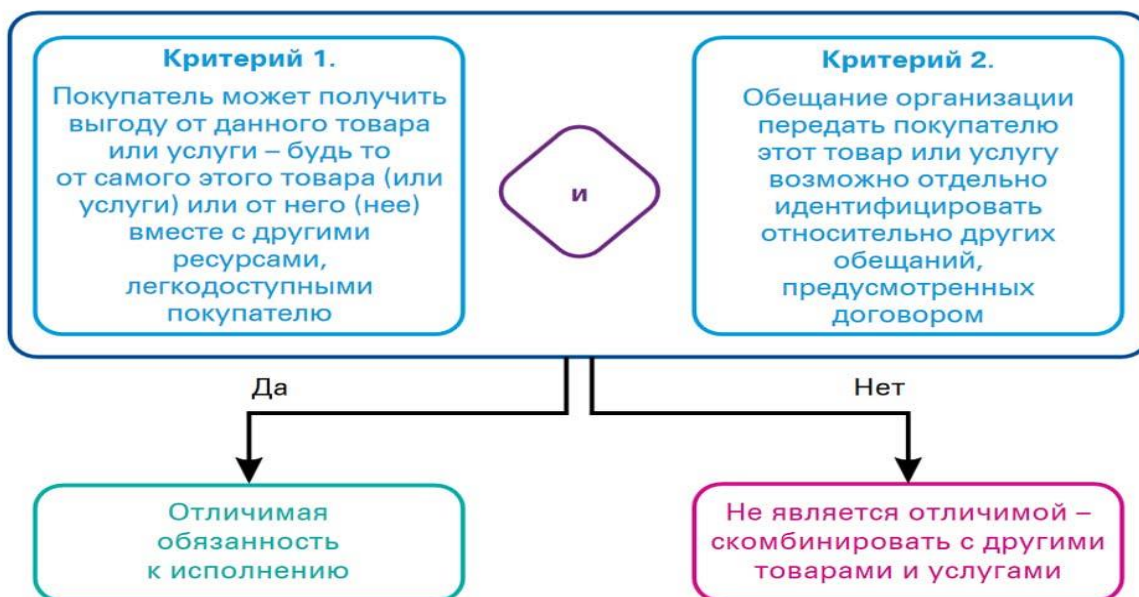 Критерий 1.
Покупатель может получить
выгоду от данного товара
или услуги – будь то
от самого этого товара (или
услуги) или от него (нее)
вместе с другими
ресурсами,
легкодоступными
покупателю
и
Критерий 2.
Обещание организации
передать покупателю
этот товар или услугу
возможно отдельно
идентифицировать
относительно других
обещаний,
предусмотренных
договором
Да
Нет
Отличимая
обязанность
к исполнению
Не является отличимой –
скомбинировать с другими
товарами и услугами